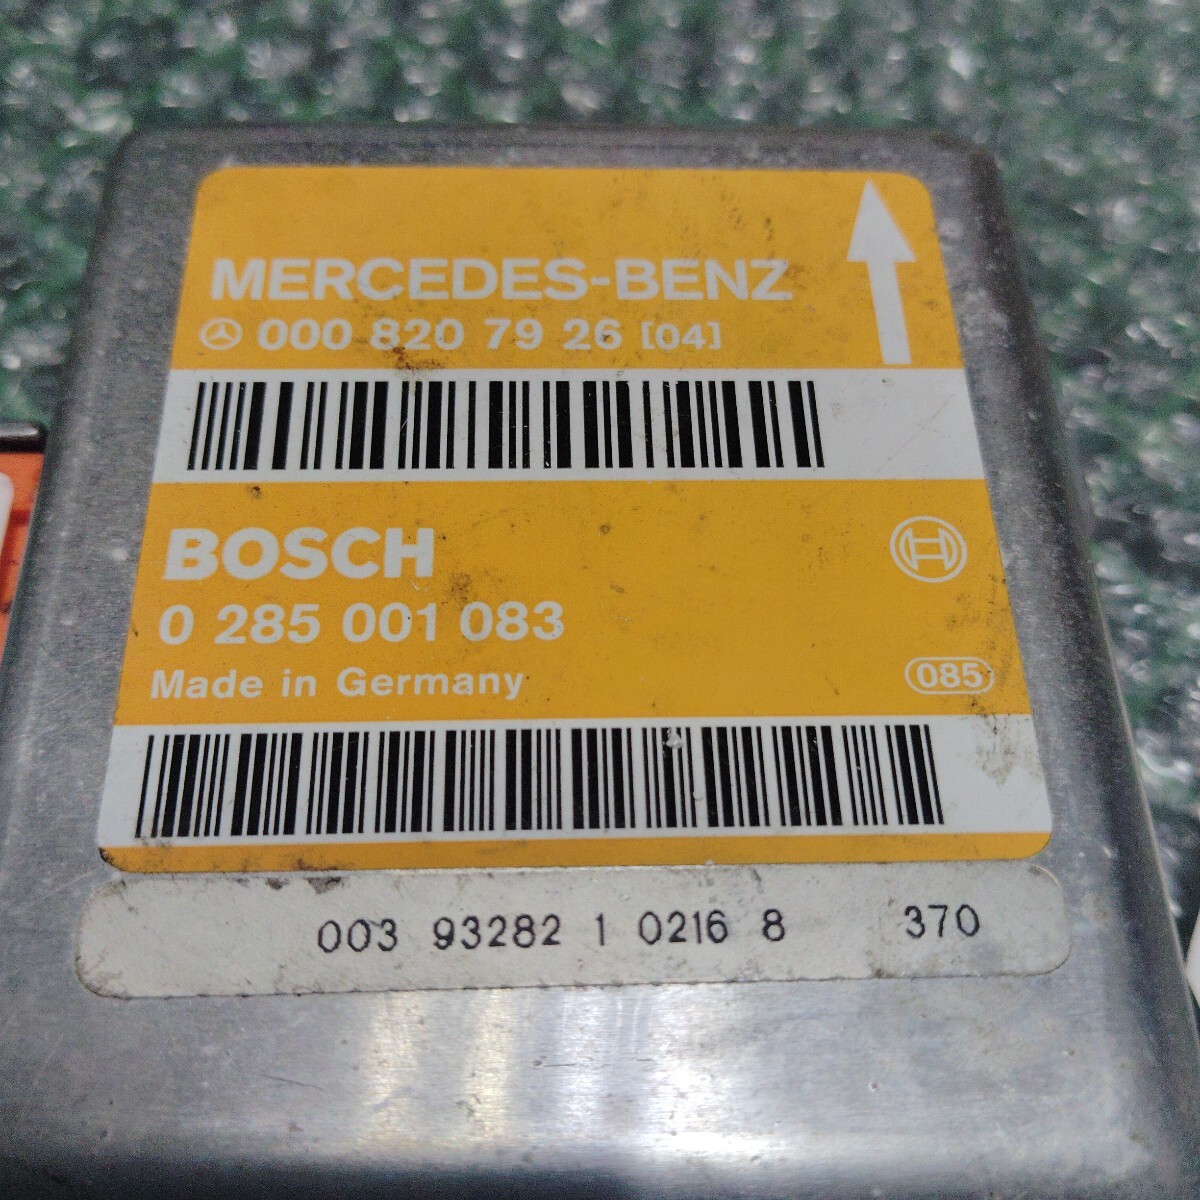 MERCEDES-BENZ
000 820 79 26 [04]
BOSCH
0 285 001 083
Made in Germany
085
003 93282 1 0216 8 370